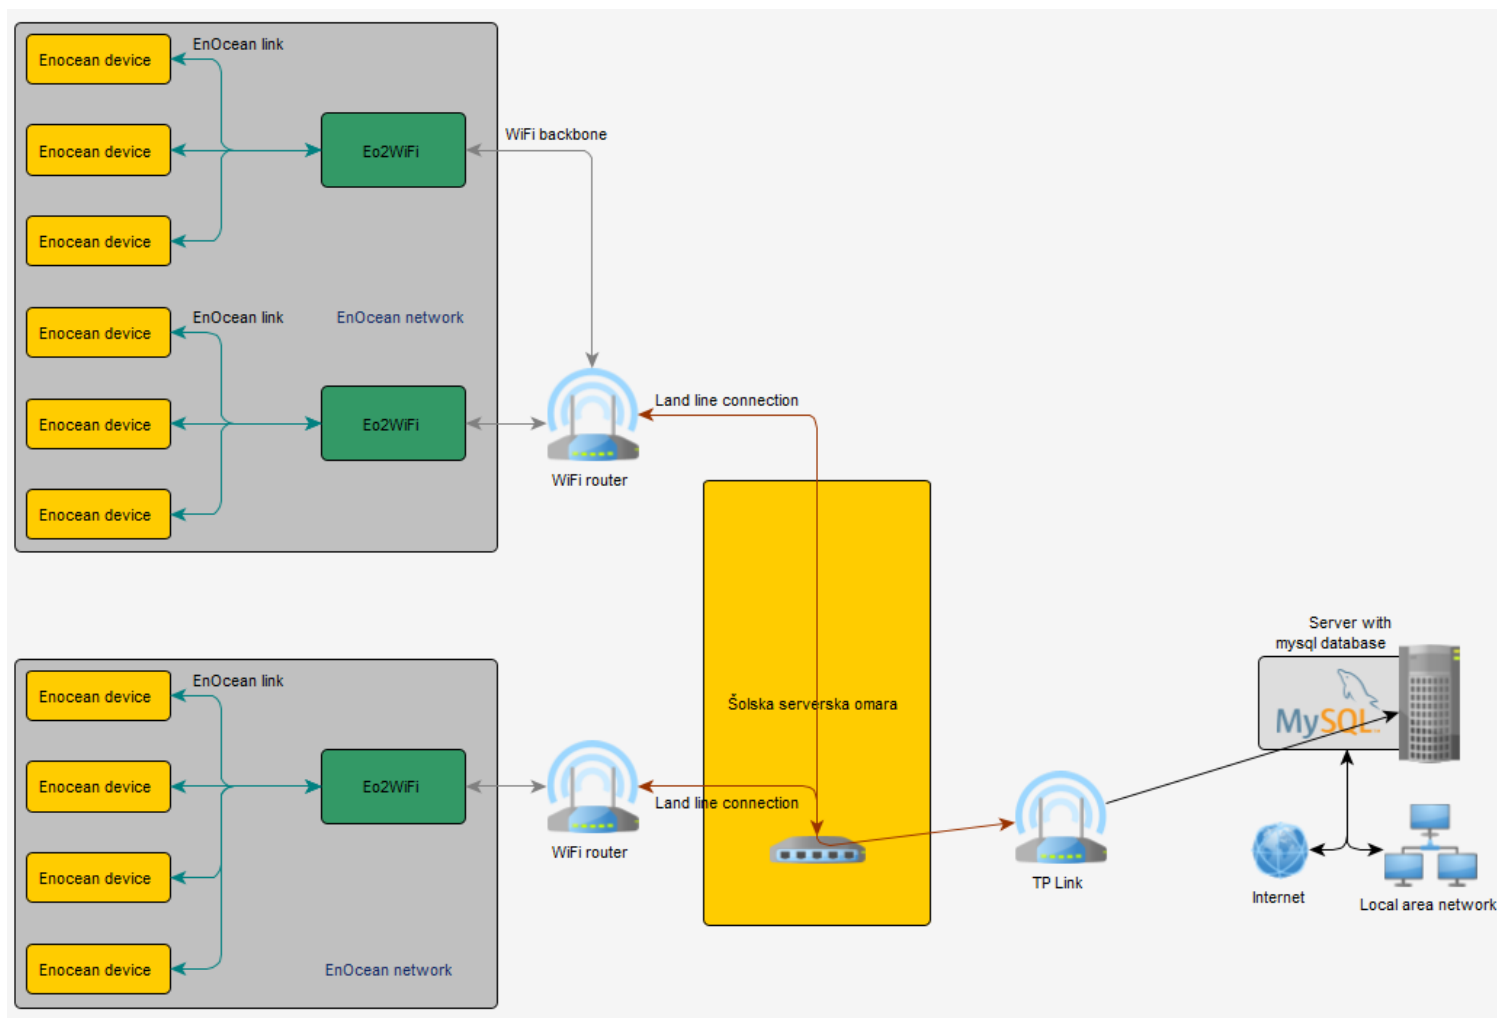 EnOcean link
Enocean device
WiFi backbone
Enocean device
Eo2WiFi
Enocean device
EnOcean link
EnOcean network
Enocean device
Land line connection
Enocean device
Eo2WiFi
WiFi router
Enocean device
Server with
mysql database
EnOcean link
Enocean device
Šolska serverska omara
MySQL
Enocean device
Eo2WiFi
Land line connection
WiFi router
Enocean device
TP Link
Internet
Local area network
Enocean device
EnOcean network